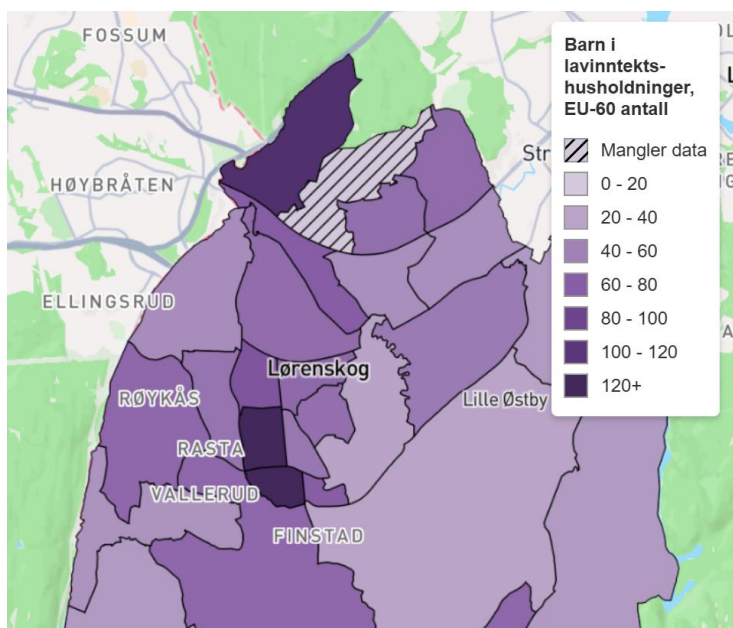 FOSSUM
HØYBRÅTEN
ELLINGSRUD
RØYKÅS
RASTA
VALLERUD
FINSTAD
Lørenskog
Lille Østby
Str
Barn i
lavinntekts-
husholdninger,
EU-60 antall
Mangler data
0 - 20
20 - 40
40 - 60
60 - 80
80 - 100
100 - 120
120+